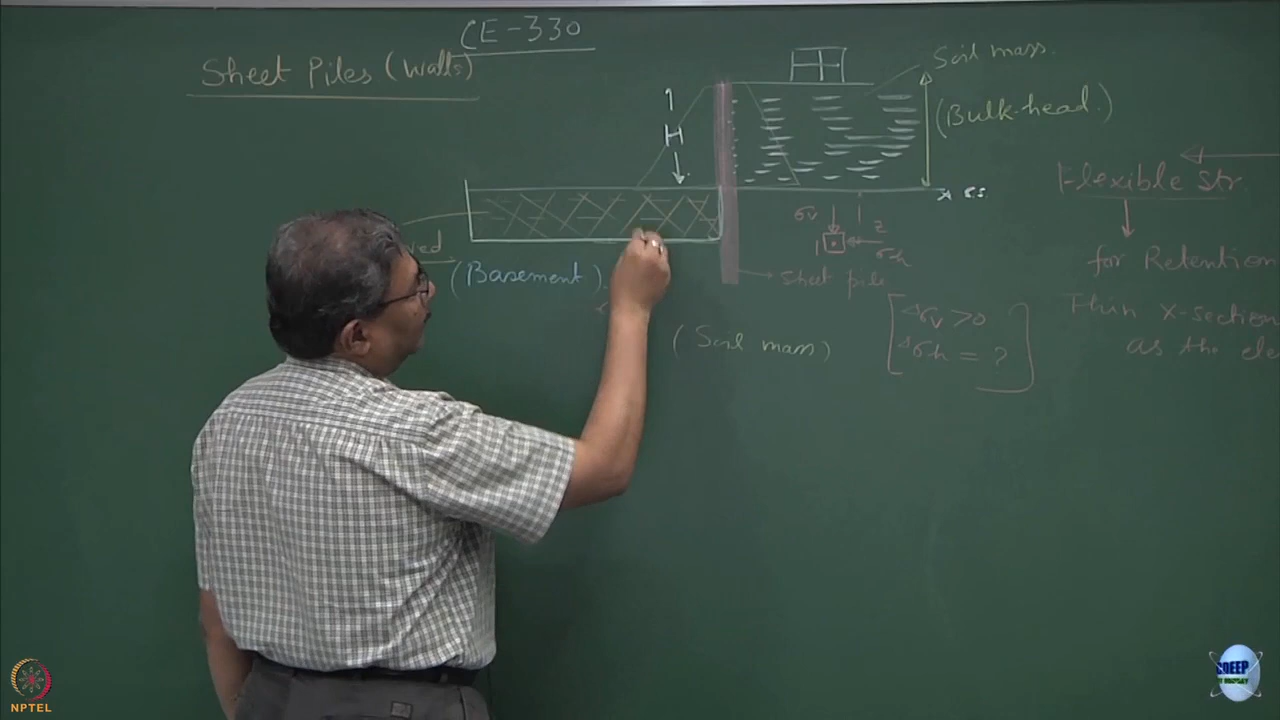 CE-330
Sheet Piles (Walls)
Soil mass.
(Bulk-head.)
H
Flexible Str.
σv
z
σh
sheet pile
for Retention
(Basement)
Thin x-section
as the
(Soil mass)
Δσv >0
Δσh = ?
NPTEL
CDEEP